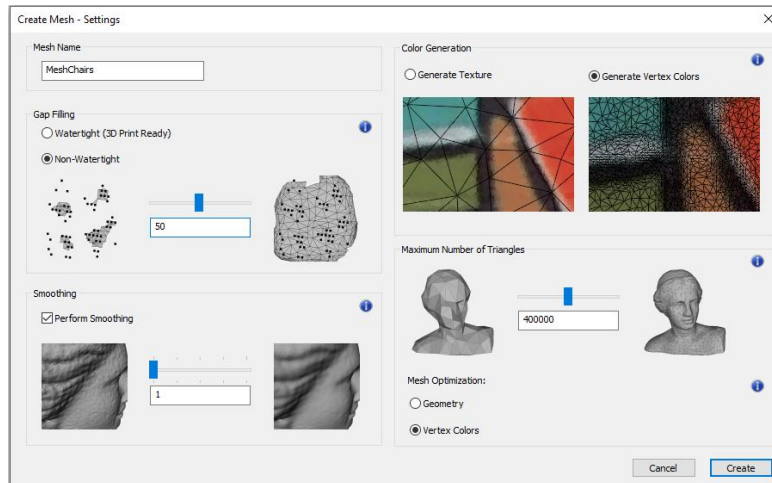 Create Mesh - Settings
Mesh Name
MeshChairs
Gap Filling
Watertight (3D Print Ready)
Non-Watertight
50
Smoothing
Perform Smoothing
1
Color Generation
Generate Texture
Generate Vertex Colors
Maximum Number of Triangles
400000
Mesh Optimization:
Geometry
Vertex Colors
Cancel
Create